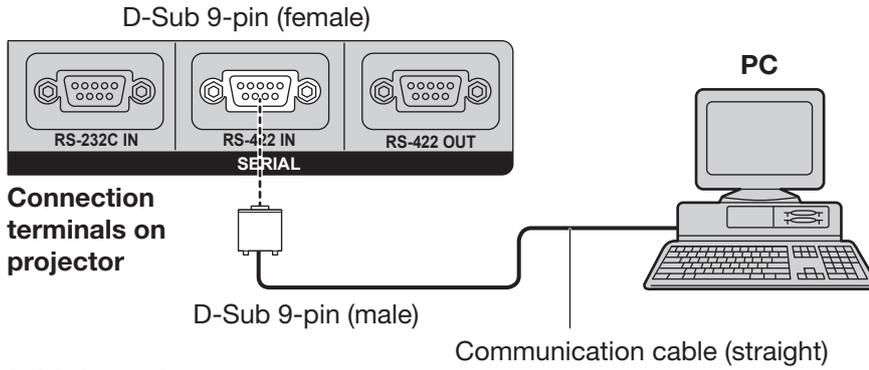 D-Sub 9-pin (female)
PC
RS-232C IN
RS-422 IN
RS-422 OUT
SERIAL
Connection
terminals on
projector
D-Sub 9-pin (male)
Communication cable (straight)